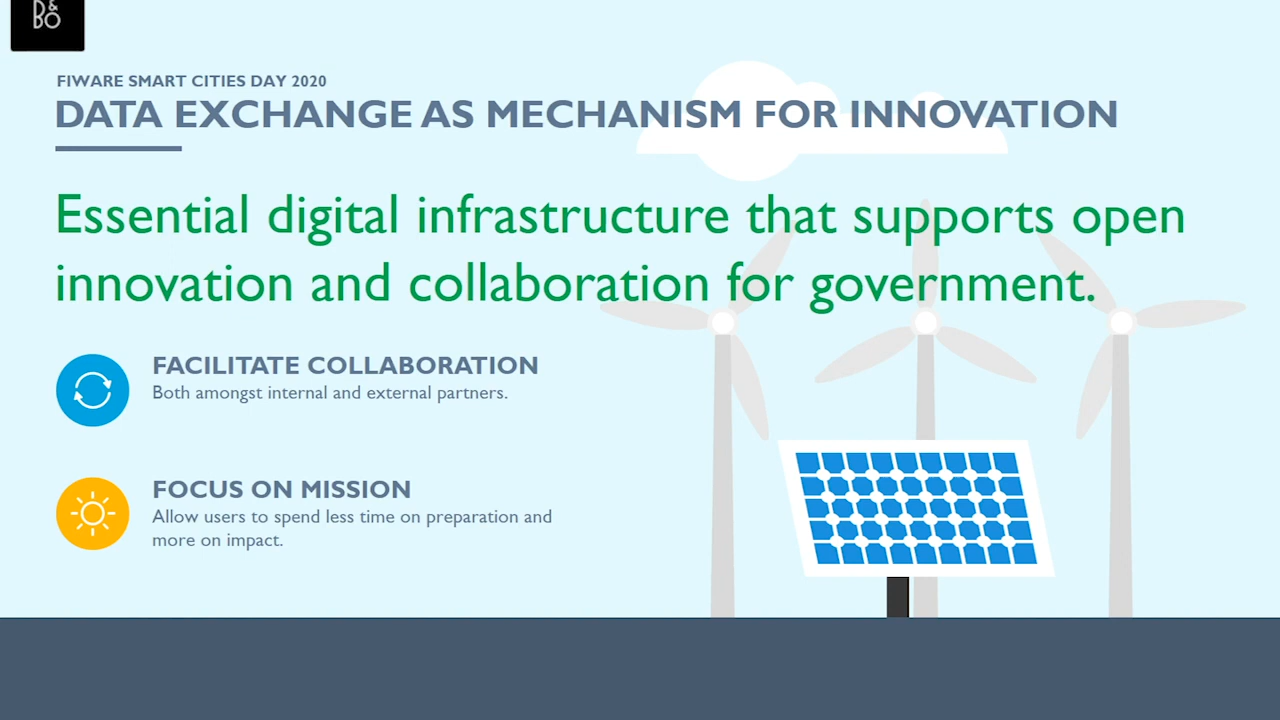 B&O
FIWARE SMART CITIES DAY 2020
DATA EXCHANGE AS MECHANISM FOR INNOVATION
Essential digital infrastructure that supports open
innovation and collaboration for government.
FACILITATE COLLABORATION
Both amongst internal and external partners.
FOCUS ON MISSION
Allow users to spend less time on preparation and
more on impact.